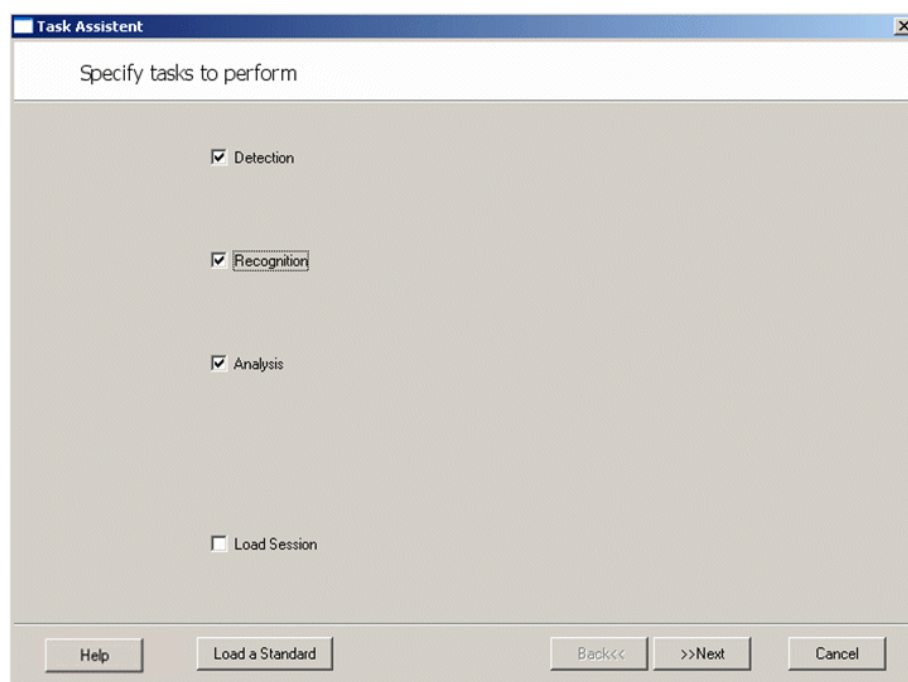 Task Assistent
Specify tasks to perform
Detection
Recognition
Analysis
Load Session
Help Load a Standard Back<< >>Next Cancel